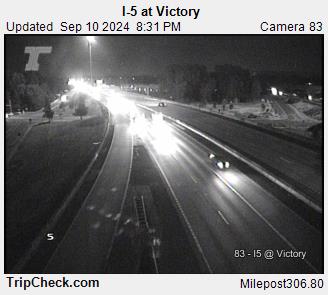 I-5 at Victory
Updated  Sep 10 2024  8:31 PM
Camera 83
T
S
83 - I5 @ Victory
TripCheck.com
Milepost306.80